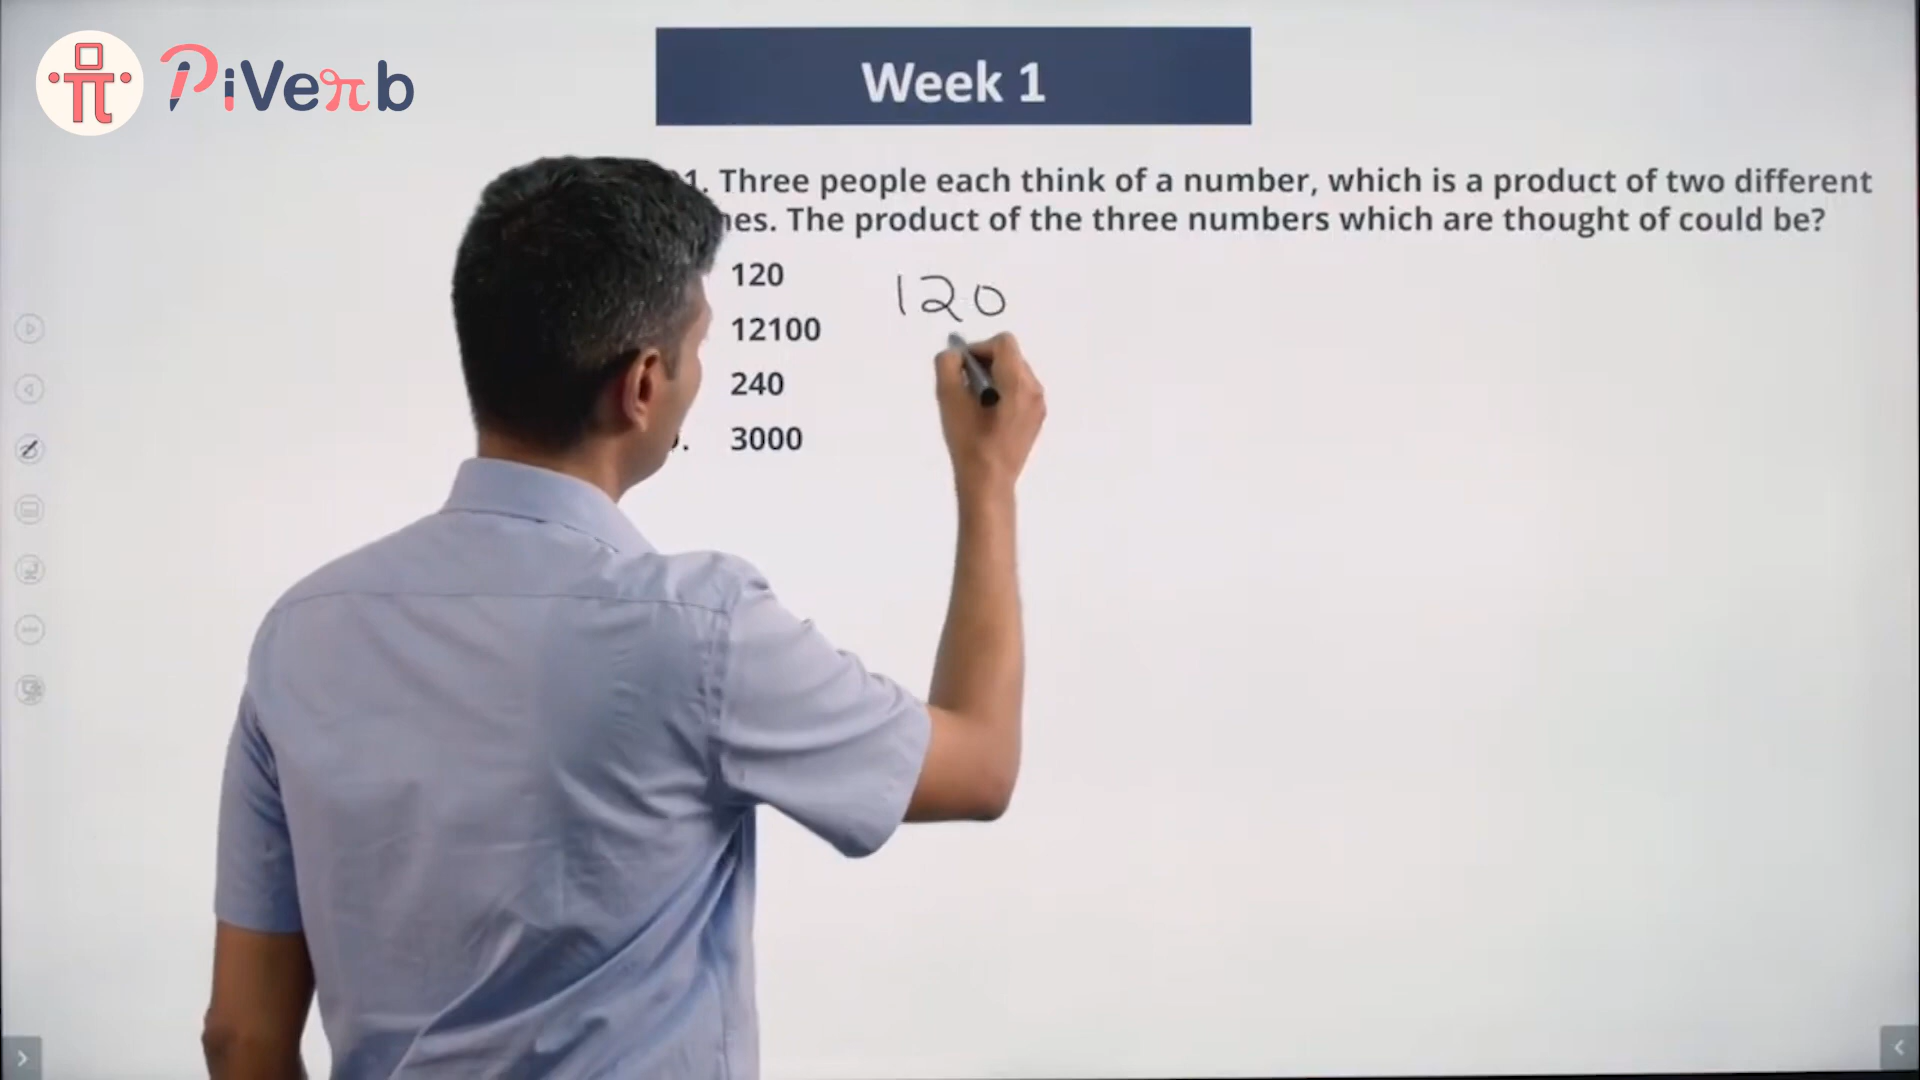 PiVerb
Week 1
1. Three people each think of a number, which is a product of two different
The product of the three numbers which are thought of could be?
120
120
12100
240
3000